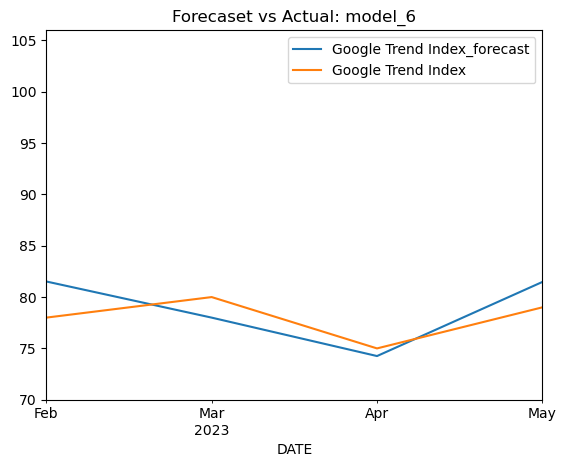 Forecaset vs Actual: model_6
Google Trend Index_forecast
Google Trend Index
105
100
95
90
85
80
75
70
Feb
Mar
Apr
May
2023
DATE